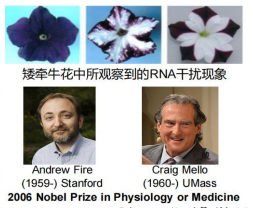 矮牵牛花中所观察到的RNA干扰现象
Andrew Fire Craig Mello
(1959-) Stanford (1960-) UMass
2006 Nobel Prize in Physiology or Medicine